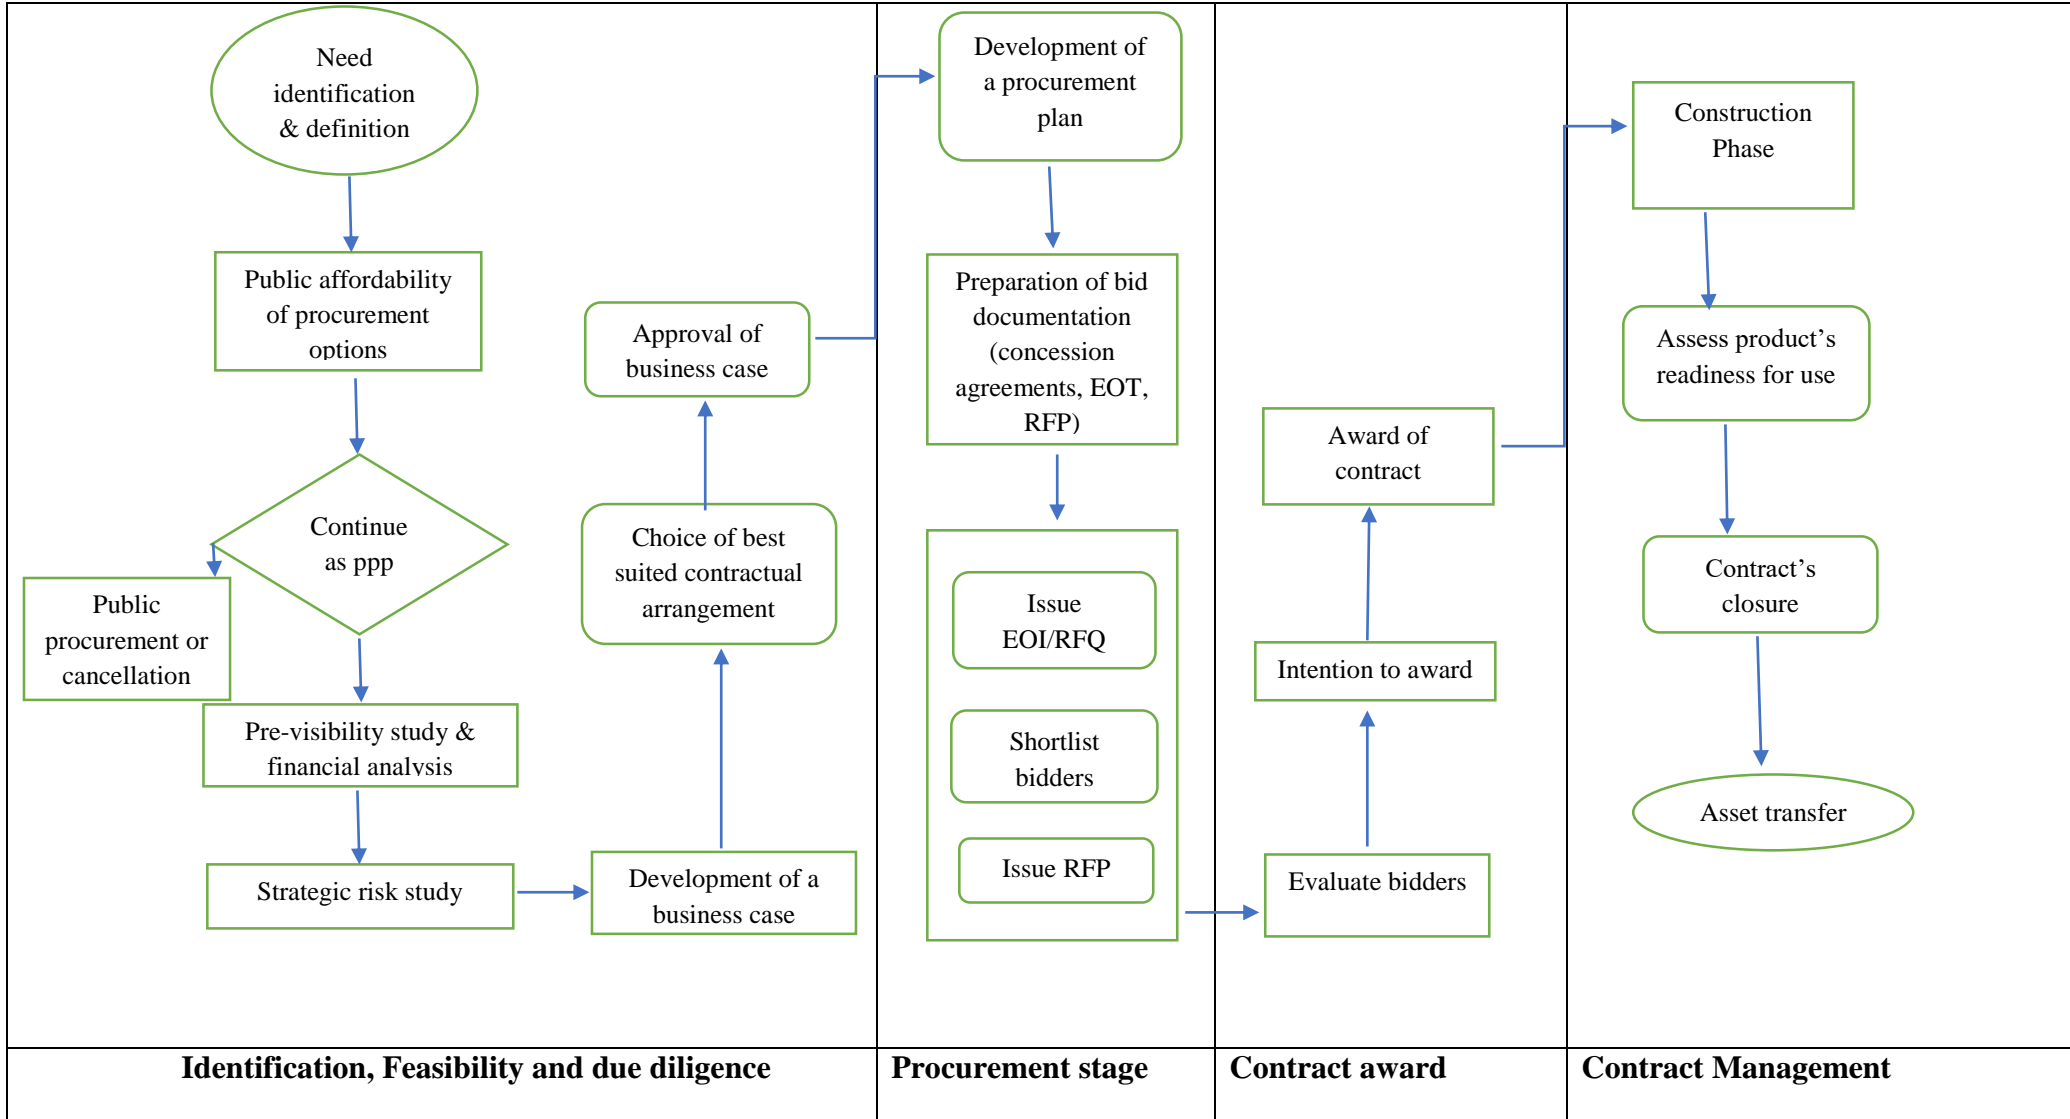 Need
identification
& definition
Public affordability
of procurement
options
Continue
as ppp
Public
procurement or
cancellation
Pre-visibility study &
financial analysis
Strategic risk study
Development of a
business case
Choice of best
suited contractual
arrangement
Approval of
business case
Development of
a procurement
plan
Preparation of bid
documentation
(concession
agreements, EOT,
RFP)
Issue
EOI/RFQ
Shortlist
bidders
Issue RFP
Evaluate bidders
Intention to award
Award of
contract
Construction
Phase
Assess product’s
readiness for use
Contract’s
closure
Asset transfer
Identification, Feasibility and due diligence
Procurement stage
Contract award
Contract Management